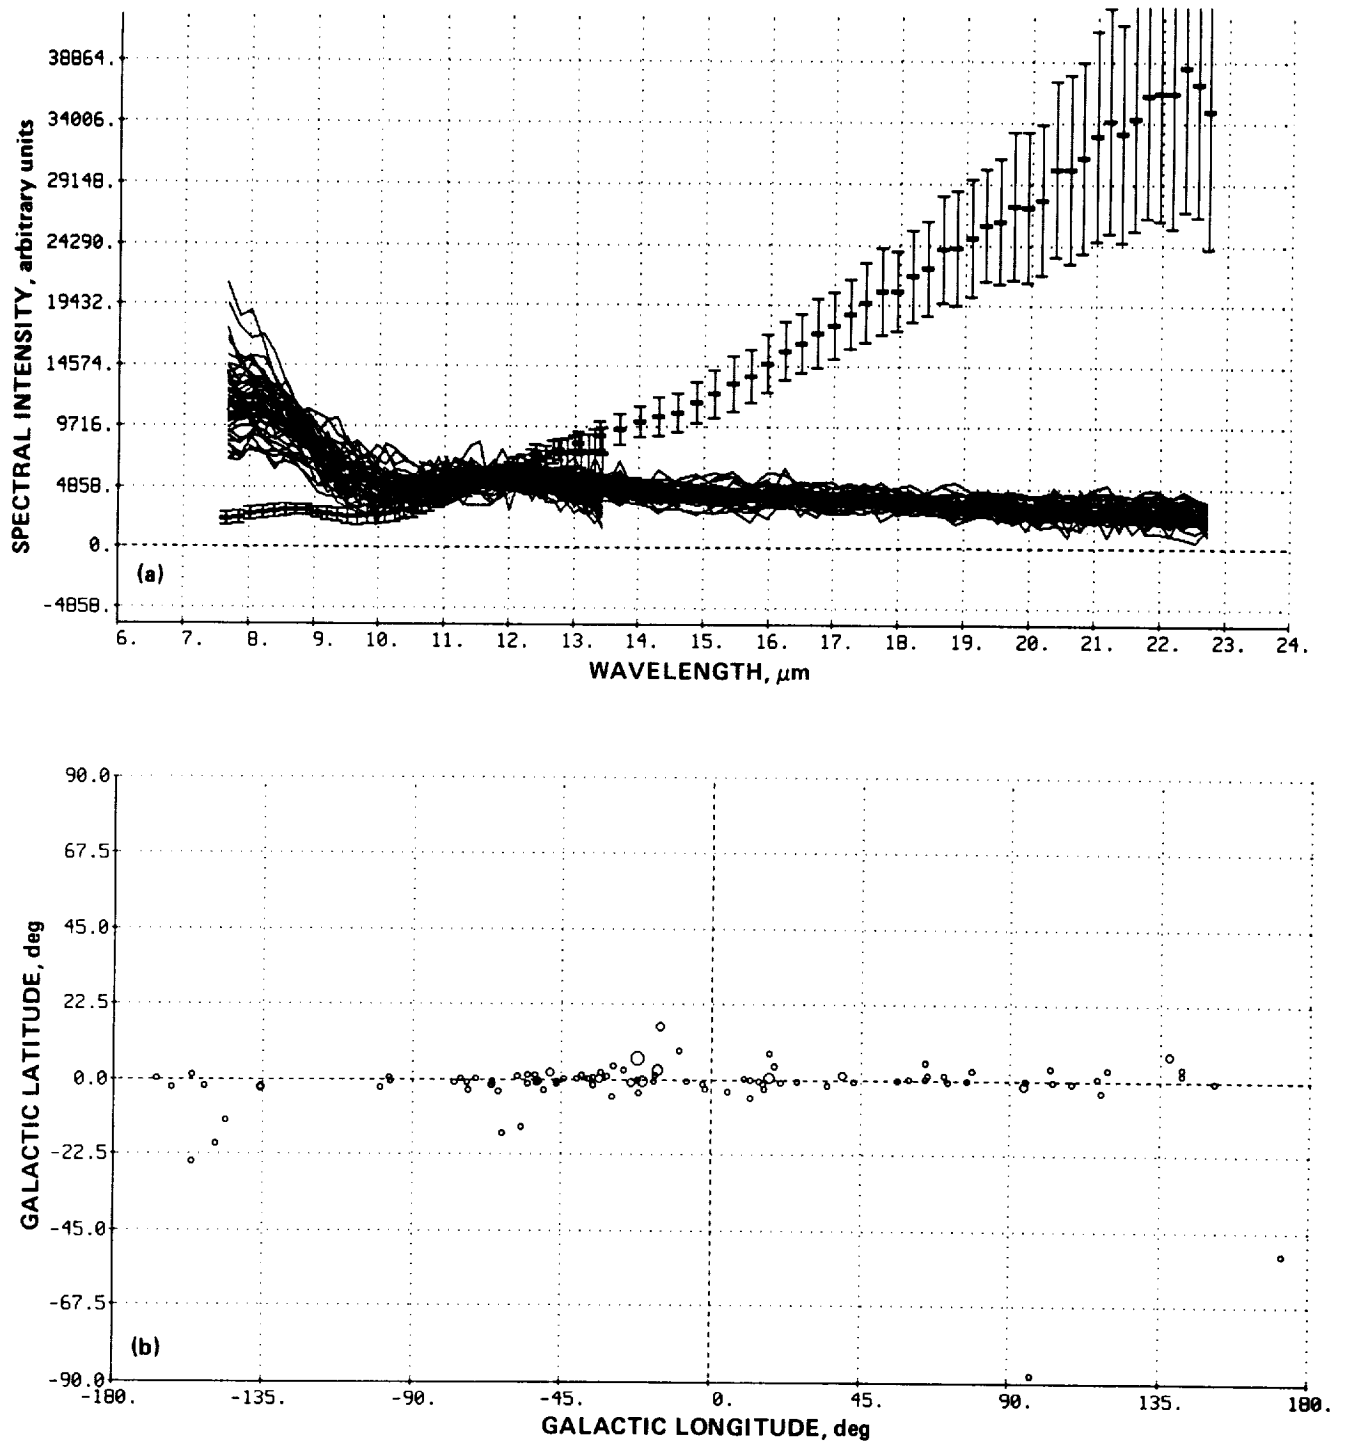 38864.
34006.
29148.
24290.
19432.
14574.
9716.
4858.
0.
-4858.
SPECTRAL INTENSITY, arbitrary units
(a)
6. 7. 8. 9. 10. 11. 12. 13. 14. 15. 16. 17. 18. 19. 20. 21. 22. 23. 24.
WAVELENGTH, μm
90.0
67.5
45.0
22.5
0.0
-22.5
-45.0
-67.5
-90.0
GALACTIC LATITUDE, deg
(b)
-180. -135. -90. -45. 0. 45. 90. 135. 180.
GALACTIC LONGITUDE, deg